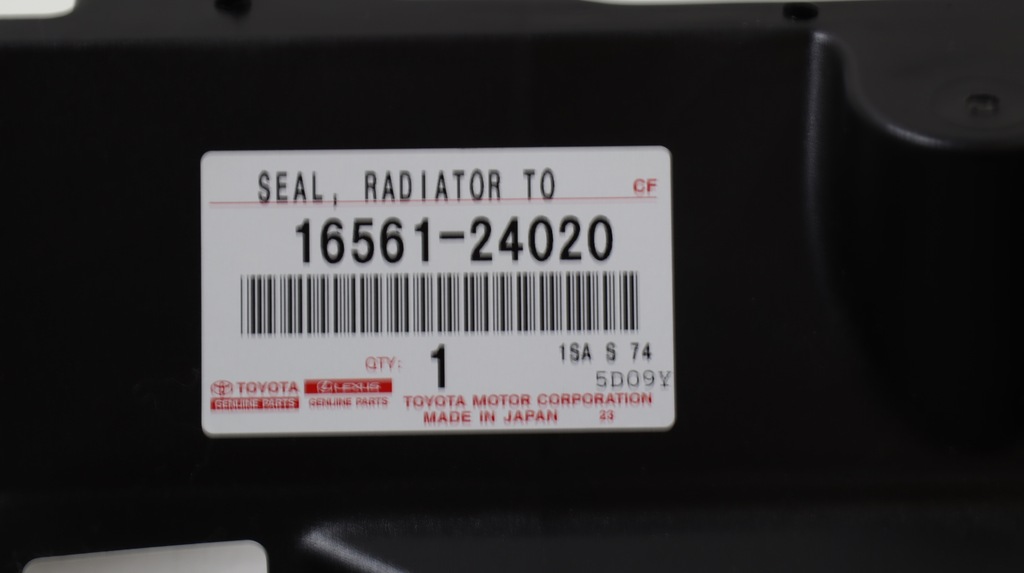 SEAL, RADIATOR TO CF
16561-24020
QTY: 1
1SA S 74
5D09Y
TOYOTA LEXUS
GENUINE PARTS GENUINE PARTS
TOYOTA MOTOR CORPORATION
MADE IN JAPAN 23